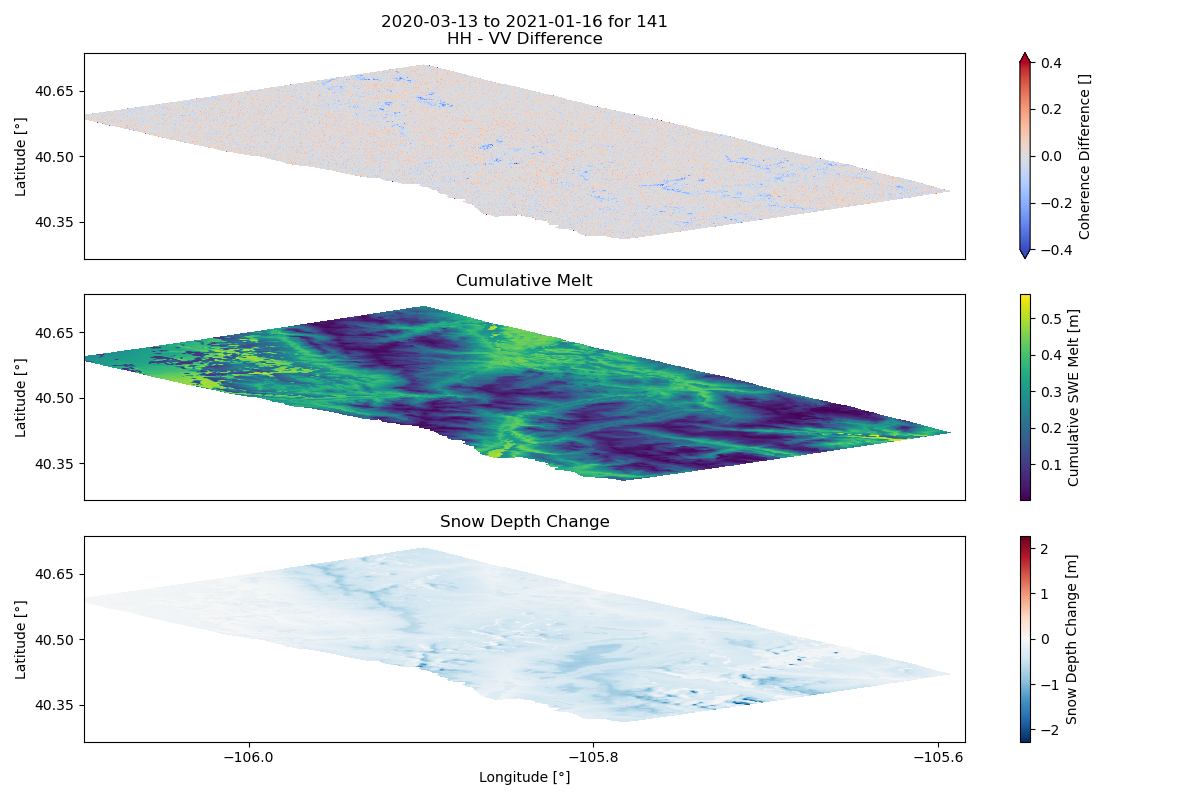 2020-03-13 to 2021-01-16 for 141
HH - VV Difference
Latitude [°]
40.65
40.50
40.35
0.4
0.2
0.0
−0.2
−0.4
Coherence Difference []
Cumulative Melt
Latitude [°]
40.65
40.50
40.35
0.5
0.4
0.3
0.2
0.1
Cumulative SWE Melt [m]
Snow Depth Change
Latitude [°]
40.65
40.50
40.35
−106.0
−105.8
−105.6
Longitude [°]
2
1
0
−1
−2
Snow Depth Change [m]